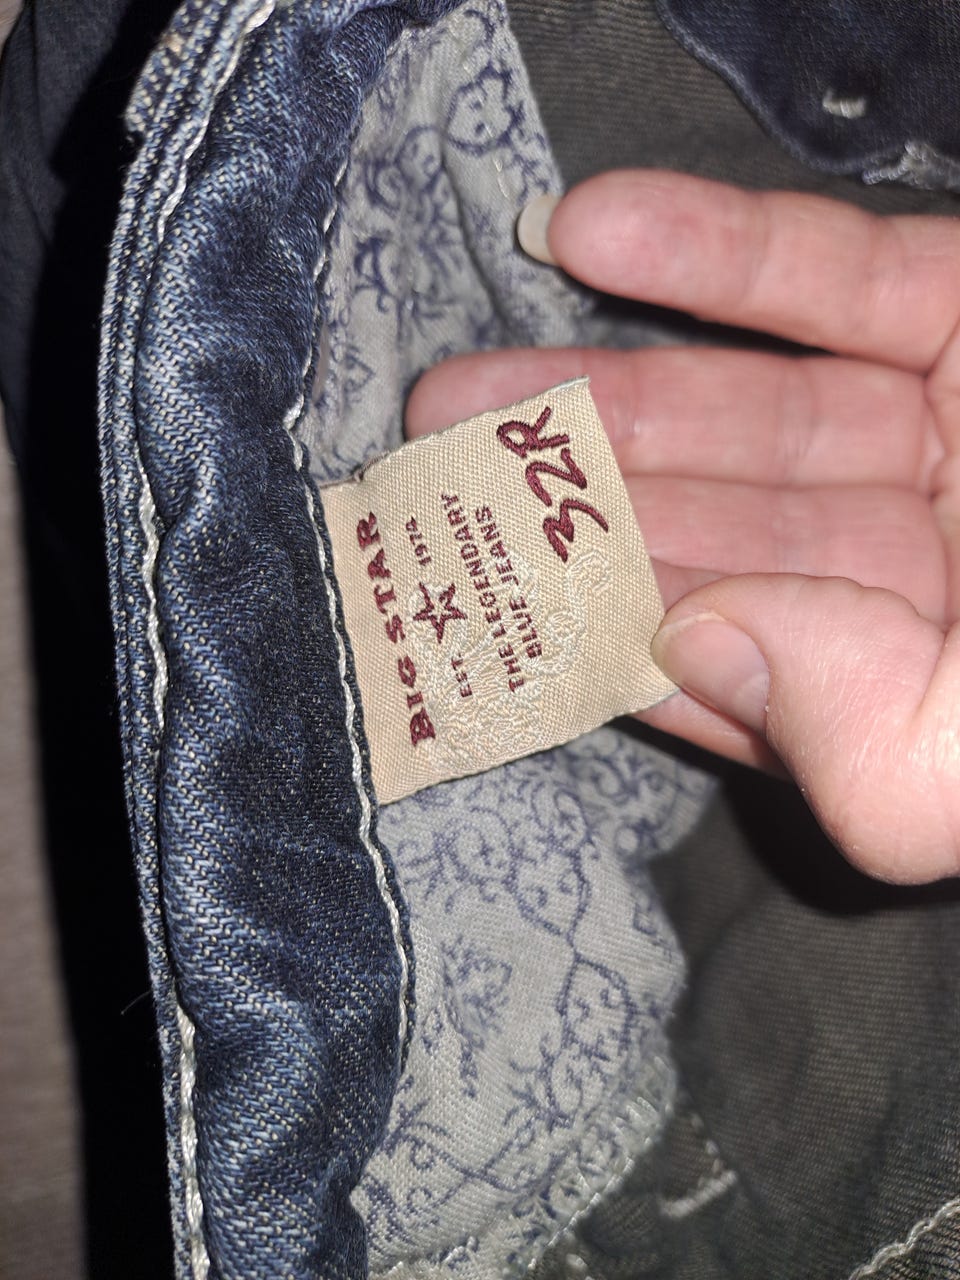 BIG STAR
EST ☆ 1974
THE LEGENDARY
BLUE JEANS
32R